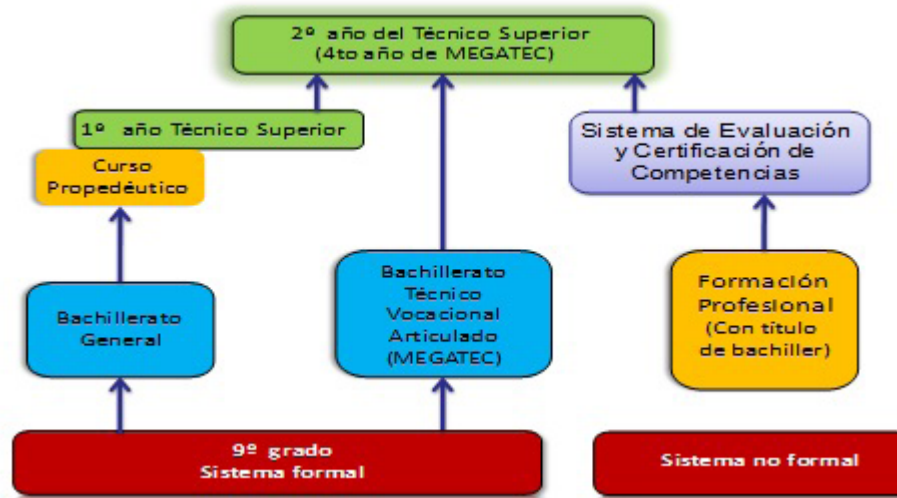 2º año del Técnico Superior
(4to año de MEGATEC)
1º año Técnico Superior
Curso
Propedéutico
Sistema de Evaluación
y Certificación de
Competencias
Bachillerato
General
Bachillerato
Técnico
Vocacional
Articulado
(MEGATEC)
Formación
Profesional
(Con título
de bachiller)
9º grado
Sistema formal
Sistema no formal